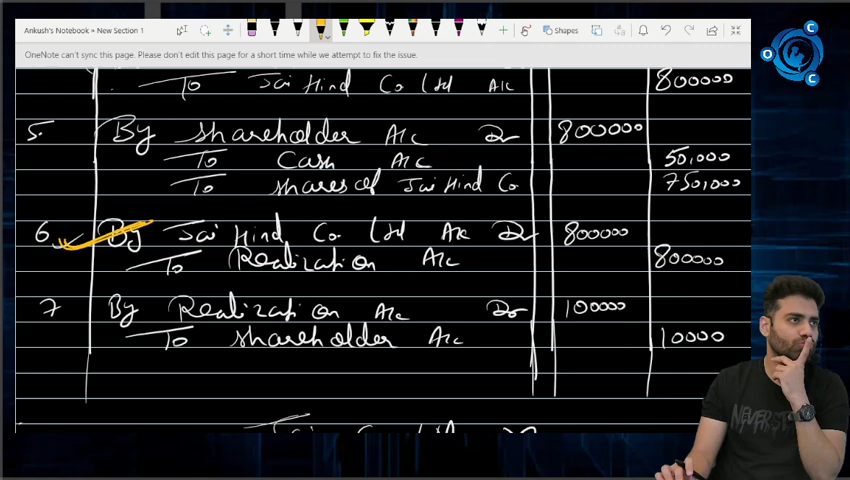 Ankush's Notebook » New Section 1
Shapes
OneNote can't sync this page. Please don't edit this page for a short time while we attempt to fix the issue.
To Jai Hind Co Ltd A/c 800000
5. By shareholder A/c Dr 800000
To Cash A/c 50,000
To shares of Jai Hind Co 750,000
6 By Jai Hind Co Ltd A/c Dr 800000
To Realization A/c 800000
7 By Realization A/c Dr 100000
To shareholder A/c 10000
O C C
NEVERST